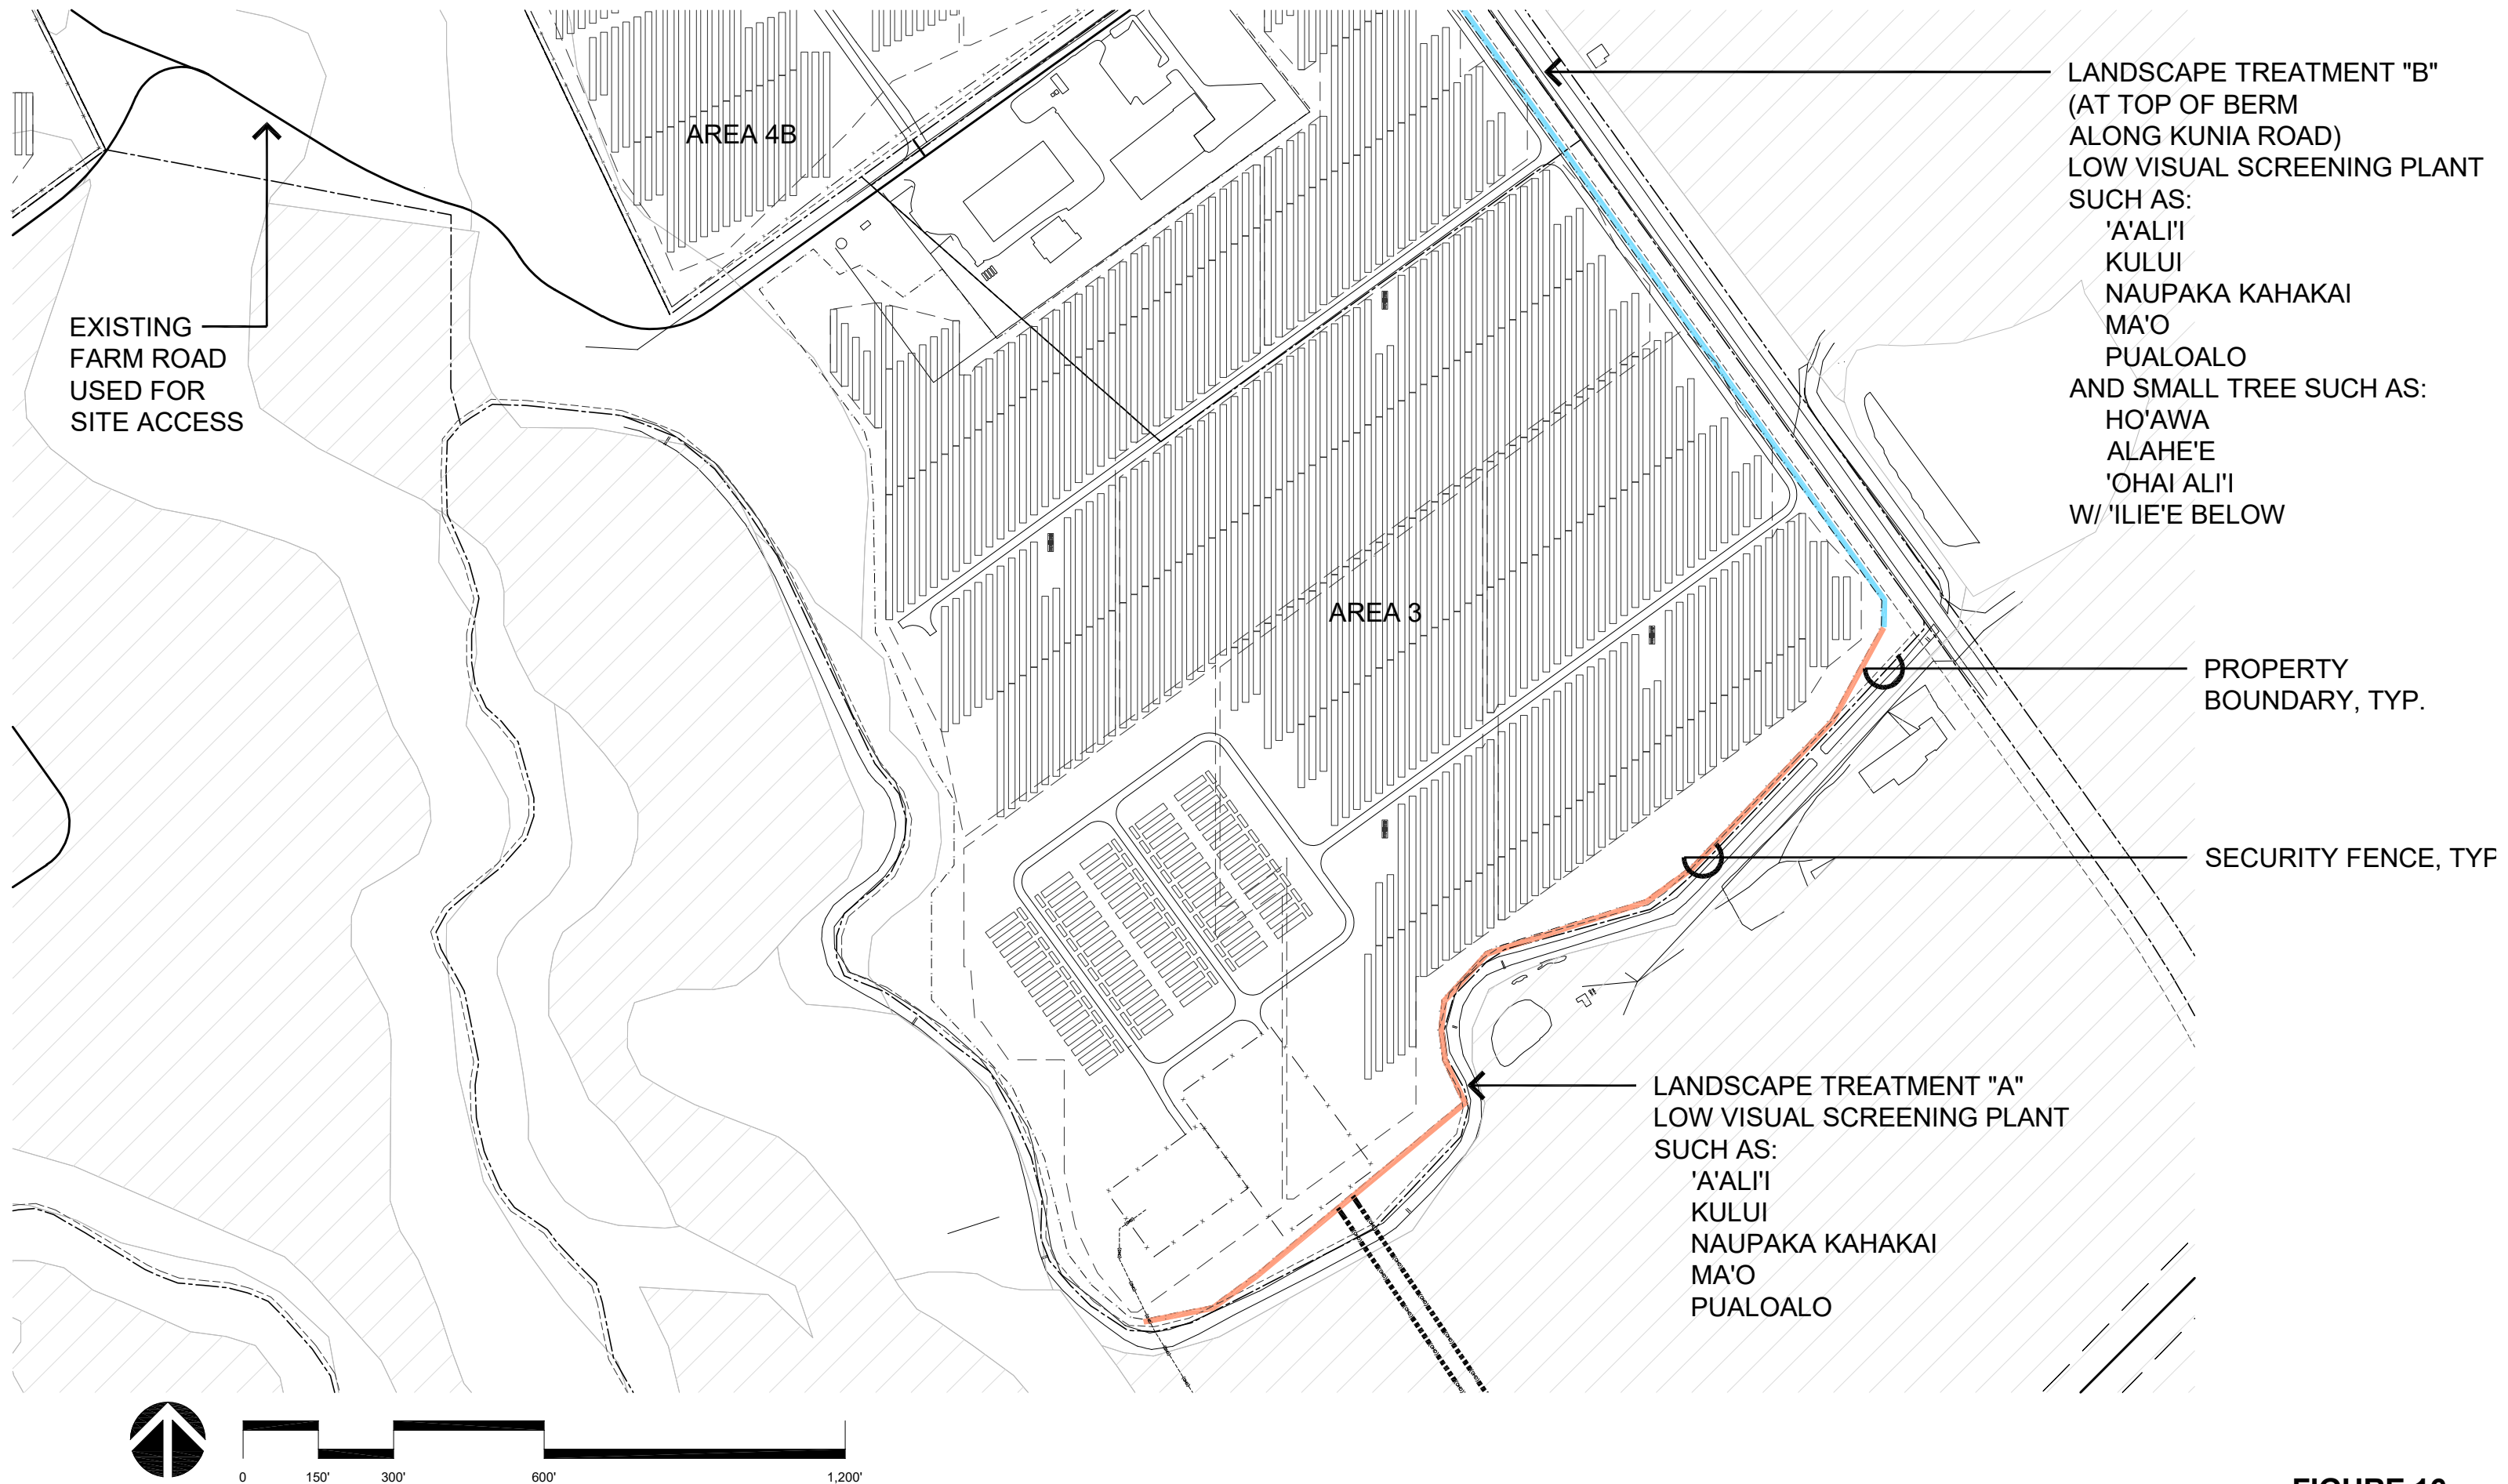 AREA 4B
LANDSCAPE TREATMENT "B"
(AT TOP OF BERM
ALONG KUNIA ROAD)
LOW VISUAL SCREENING PLANT
SUCH AS:
'A'ALI'I
KULUI
NAUPAKA KAHAKAI
MA'O
PUALOALO
AND SMALL TREE SUCH AS:
HO'AWA
ALAHE'E
'OHAI ALI'I
W/ 'ILIE'E BELOW
EXISTING
FARM ROAD
USED FOR
SITE ACCESS
AREA 3
PROPERTY
BOUNDARY, TYP.
SECURITY FENCE, TYP
LANDSCAPE TREATMENT "A"
LOW VISUAL SCREENING PLANT
SUCH AS:
'A'ALI'I
KULUI
NAUPAKA KAHAKAI
MA'O
PUALOALO
0 150' 300' 600' 1,200'